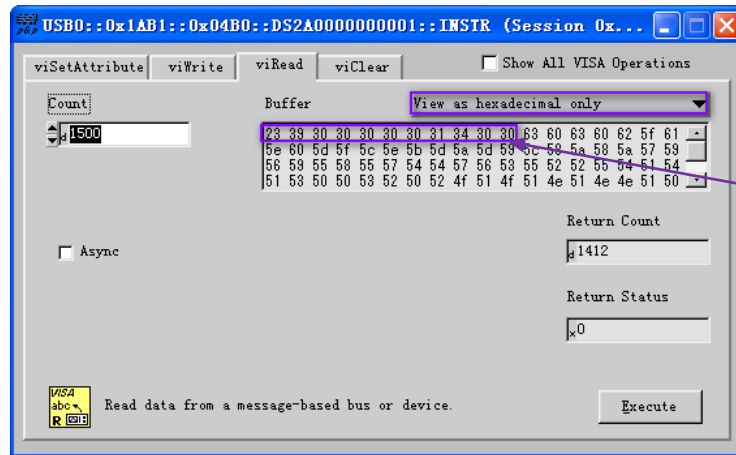 USB0::0x1AB1::0x04B0::DS2A0000000001::INSTR (Session 0x...
viSetAttribute viWrite viRead viClear Show All VISA Operations
Count Buffer View as hexadecimal only
d 1500
23 39 30 30 30 30 30 31 34 30 30 63 60 63 60 62 5f 61
5e 60 5d 5f 5c 5e 5b 5d 5a 5d 59 5c 58 5a 58 5a 57 59
56 59 55 58 55 57 54 54 57 56 53 55 52 52 55 54 51 54
51 53 50 50 53 52 50 52 4f 51 4f 51 4e 51 4e 4e 51 50
Return Count
Async
d 1412
Return Status
x 0
VISA
abc
R
Read data from a message-based bus or device.
Execute